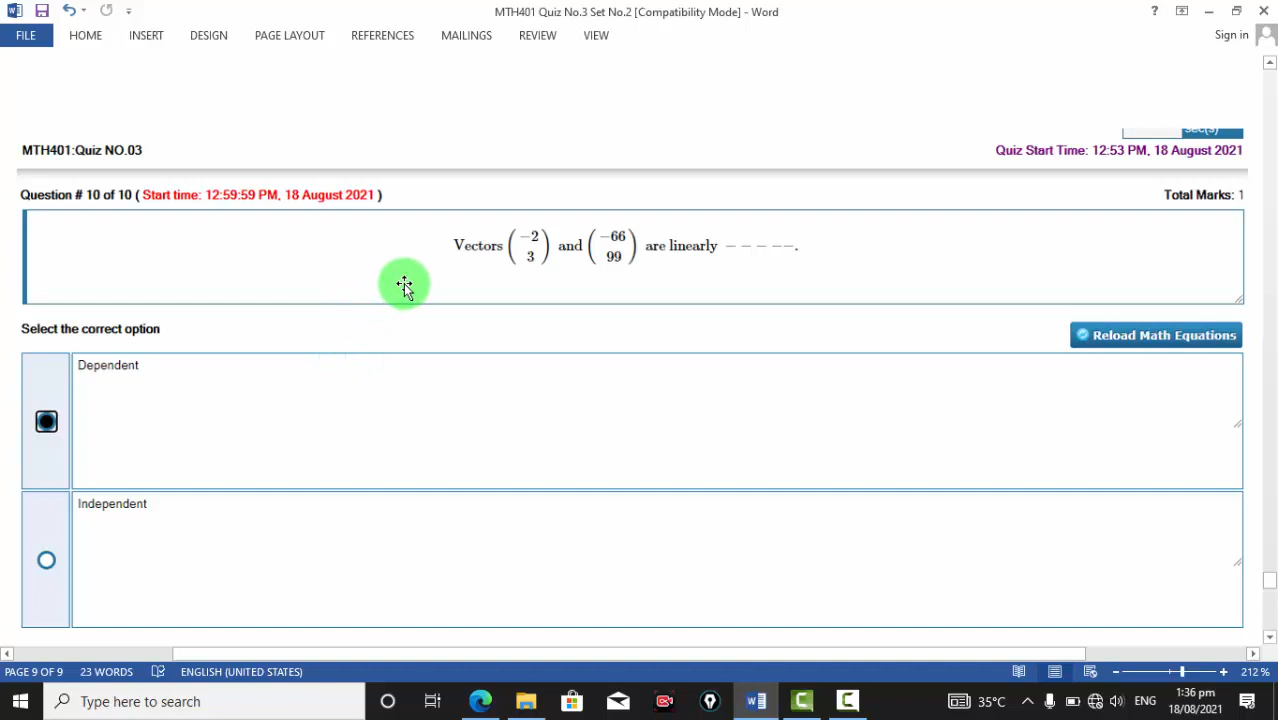 MTH401 Quiz No.3 Set No.2 [Compatibility Mode] - Word
?
FILE HOME INSERT DESIGN PAGE LAYOUT REFERENCES MAILINGS REVIEW VIEW Sign in
sec(s)
MTH401:Quiz NO.03 Quiz Start Time: 12:53 PM, 18 August 2021
Question # 10 of 10 ( Start time: 12:59:59 PM, 18 August 2021 ) Total Marks: 1
Vectors (−2 3) and (−66 99) are linearly − − − −−.
Select the correct option
Reload Math Equations
Dependent
Independent
PAGE 9 OF 9 23 WORDS ENGLISH (UNITED STATES) 212 %
Type here to search 35°C ENG 1:36 pm
18/08/2021